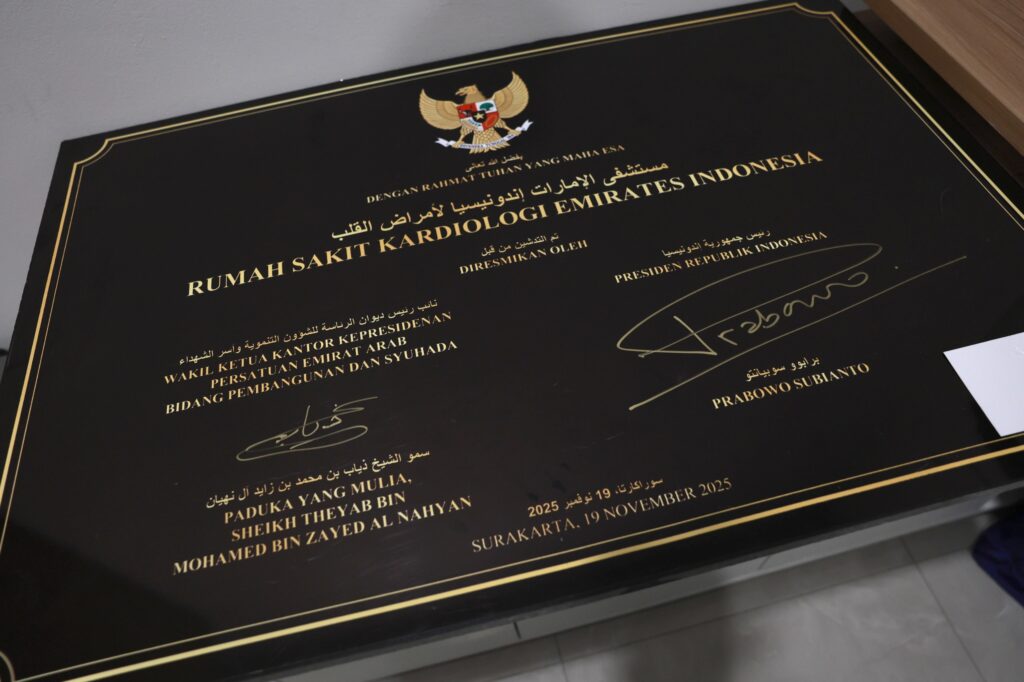 بفضل الله تعالى
DENGAN RAHMAT TUHAN YANG MAHA ESA
مستشفى الإمارات إندونيسيا لأمراض القلب
RUMAH SAKIT KARDIOLOGI EMIRATES INDONESIA
تم التدشين من قبل
DIRESMIKAN OLEH
نائب رئيس ديوان الرئاسة للشؤون التنموية وأسر الشهداء
WAKIL KETUA KANTOR KEPRESIDENAN
PERSATUAN EMIRAT ARAB
BIDANG PEMBANGUNAN DAN SYUHADA
سمو الشيخ ذياب بن محمد بن زايد آل نهيان
PADUKA YANG MULIA,
SHEIKH THEYAB BIN
MOHAMED BIN ZAYED AL NAHYAN
رئيس جمهورية إندونيسيا
PRESIDEN REPUBLIK INDONESIA
Prabowo
برابوو سوبيانتو
PRABOWO SUBIANTO
سوراكارتا، 19 نوفمبر 2025
SURAKARTA, 19 NOVEMBER 2025